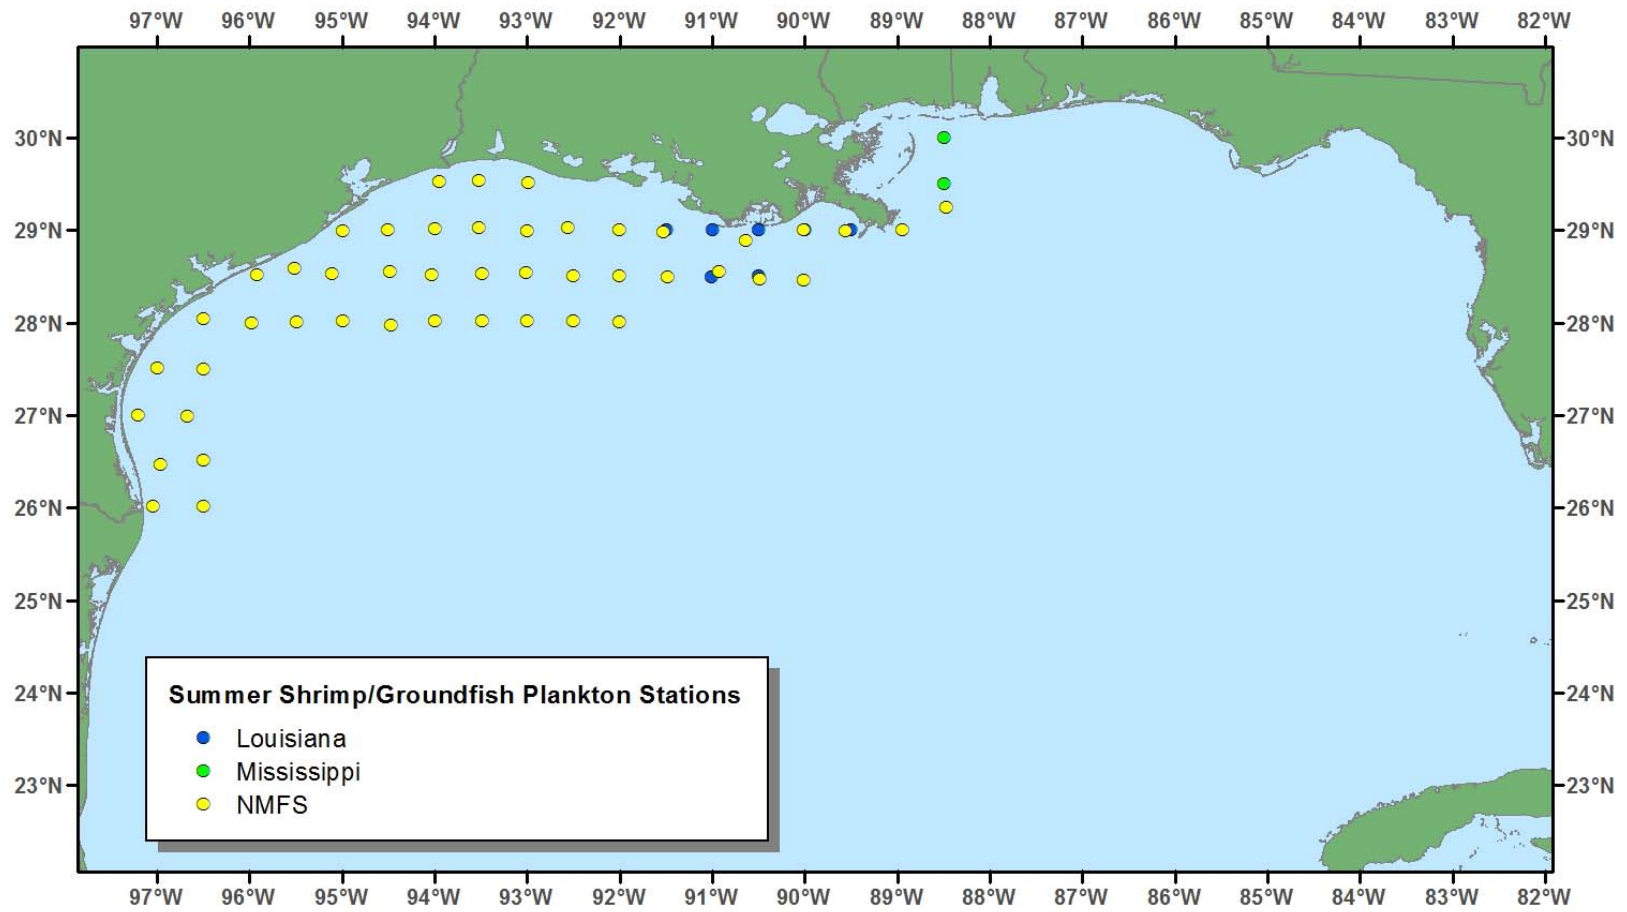 97°W 96°W 95°W 94°W 93°W 92°W 91°W 90°W 89°W 88°W 87°W 86°W 85°W 84°W 83°W 82°W
30°N 30°N
29°N 29°N
28°N 28°N
27°N 27°N
26°N 26°N
25°N 25°N
24°N 24°N
23°N 23°N
Summer Shrimp/Groundfish Plankton Stations
Louisiana
Mississippi
NMFS
97°W 96°W 95°W 94°W 93°W 92°W 91°W 90°W 89°W 88°W 87°W 86°W 85°W 84°W 83°W 82°W